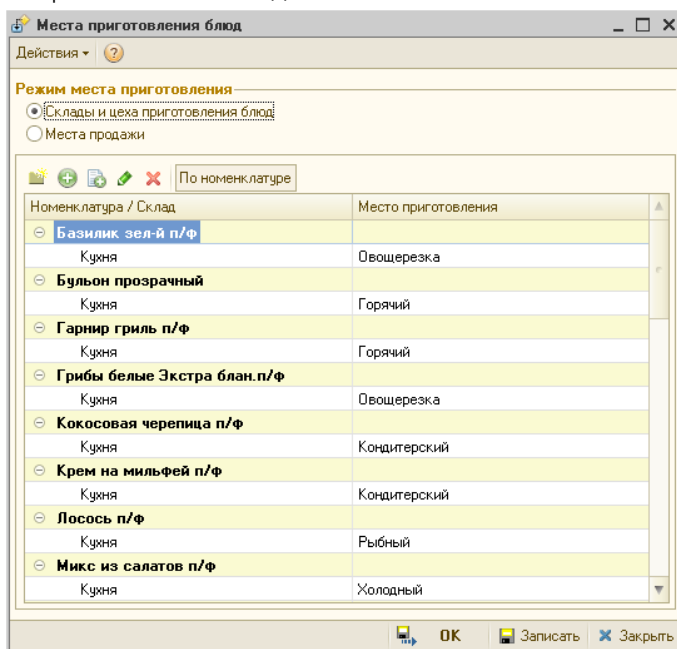 Места приготовления блюд
Действия
Режим места приготовления
Склады и цеха приготовления блюд
Места продажи
По номенклатуре
Номенклатура / Склад Место приготовления
Базилик зел-й п/ф
Кухня Овощерезка
Бульон прозрачный
Кухня Горячий
Гарнир гриль п/ф
Кухня Горячий
Грибы белые Экстра блан.п/ф
Кухня Овощерезка
Кокосовая черепица п/ф
Кухня Кондитерский
Крем на мильфей п/ф
Кухня Кондитерский
Лосось п/ф
Кухня Рыбный
Микс из салатов п/ф
Кухня Холодный
OK Записать Закрыть